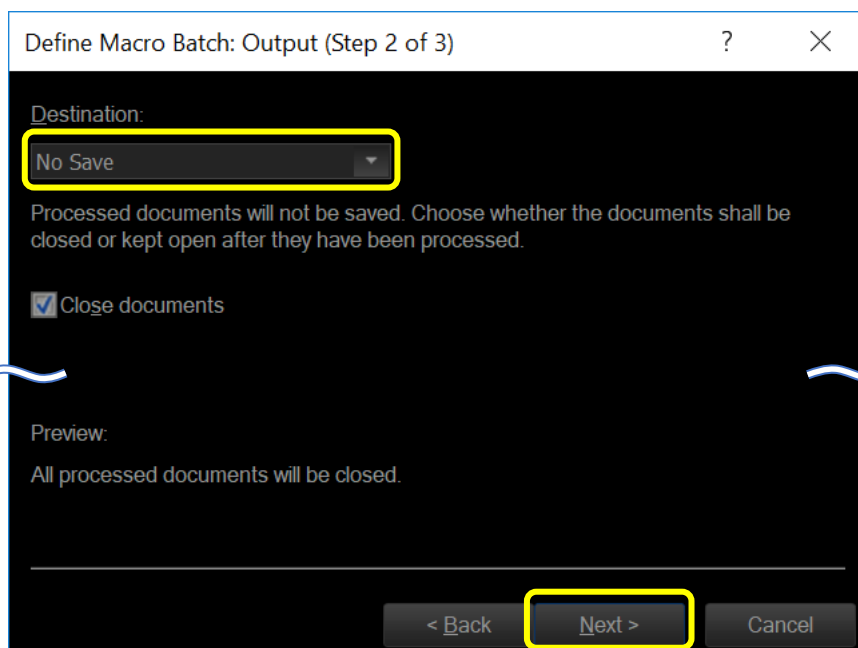 Define Macro Batch: Output (Step 2 of 3) ?
Destination:
No Save
Processed documents will not be saved. Choose whether the documents shall be
closed or kept open after they have been processed.
Close documents
Preview:
All processed documents will be closed.
< Back Next > Cancel